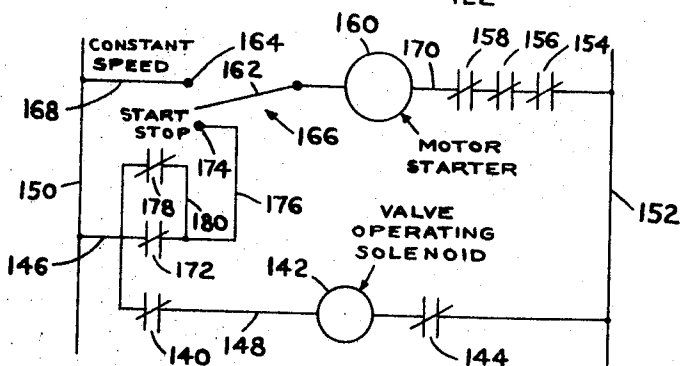 CONSTANT
SPEED
164
162
160
170
158
156
154
168
START
STOP
166
174
MOTOR
STARTER
150
178
180
176
152
146
172
VALVE
OPERATING
SOLENOID
142
140
148
144